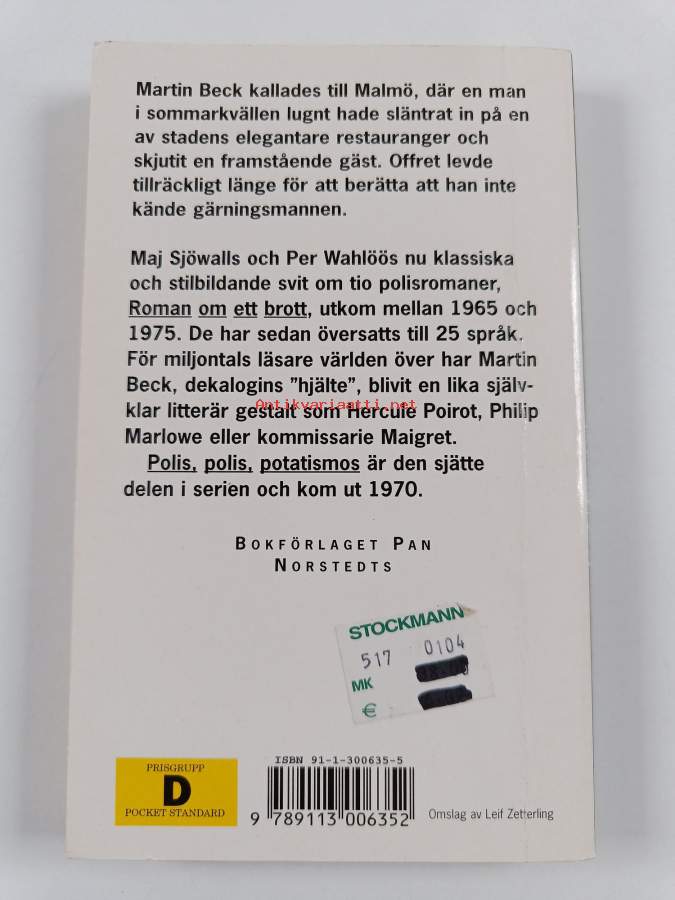 Martin Beck kallades till Malmö, där en man
i sommarkvällen lugnt hade släntrat in på en
av stadens elegantare restauranger och
skjutit en framstående gäst. Offret levde
tillräckligt länge för att berätta att han inte
kände gärningsmannen.
Maj Sjöwalls och Per Wahlöös nu klassiska
och stilbildande svit om tio polisromaner,
Roman om ett brott, utkom mellan 1965 och
1975. De har sedan översatts till 25 språk.
För miljontals läsare världen över har Martin
Beck, dekalogins ”hjälte”, blivit en lika själv-
klar litterär gestalt som Hercule Poirot, Philip
Antikvariaatti.net
Marlowe eller kommissarie Maigret.
Polis, polis, potatismos är den sjätte
delen i serien och kom ut 1970.
BOKFÖRLAGET PAN
NORSTEDTS
STOCKMANN
517 0104
MK
€
ISBN 91-1-300635-5
PRISGRUPP
D
POCKET STANDARD
9 789113 006352
Omslag av Leif Zetterling